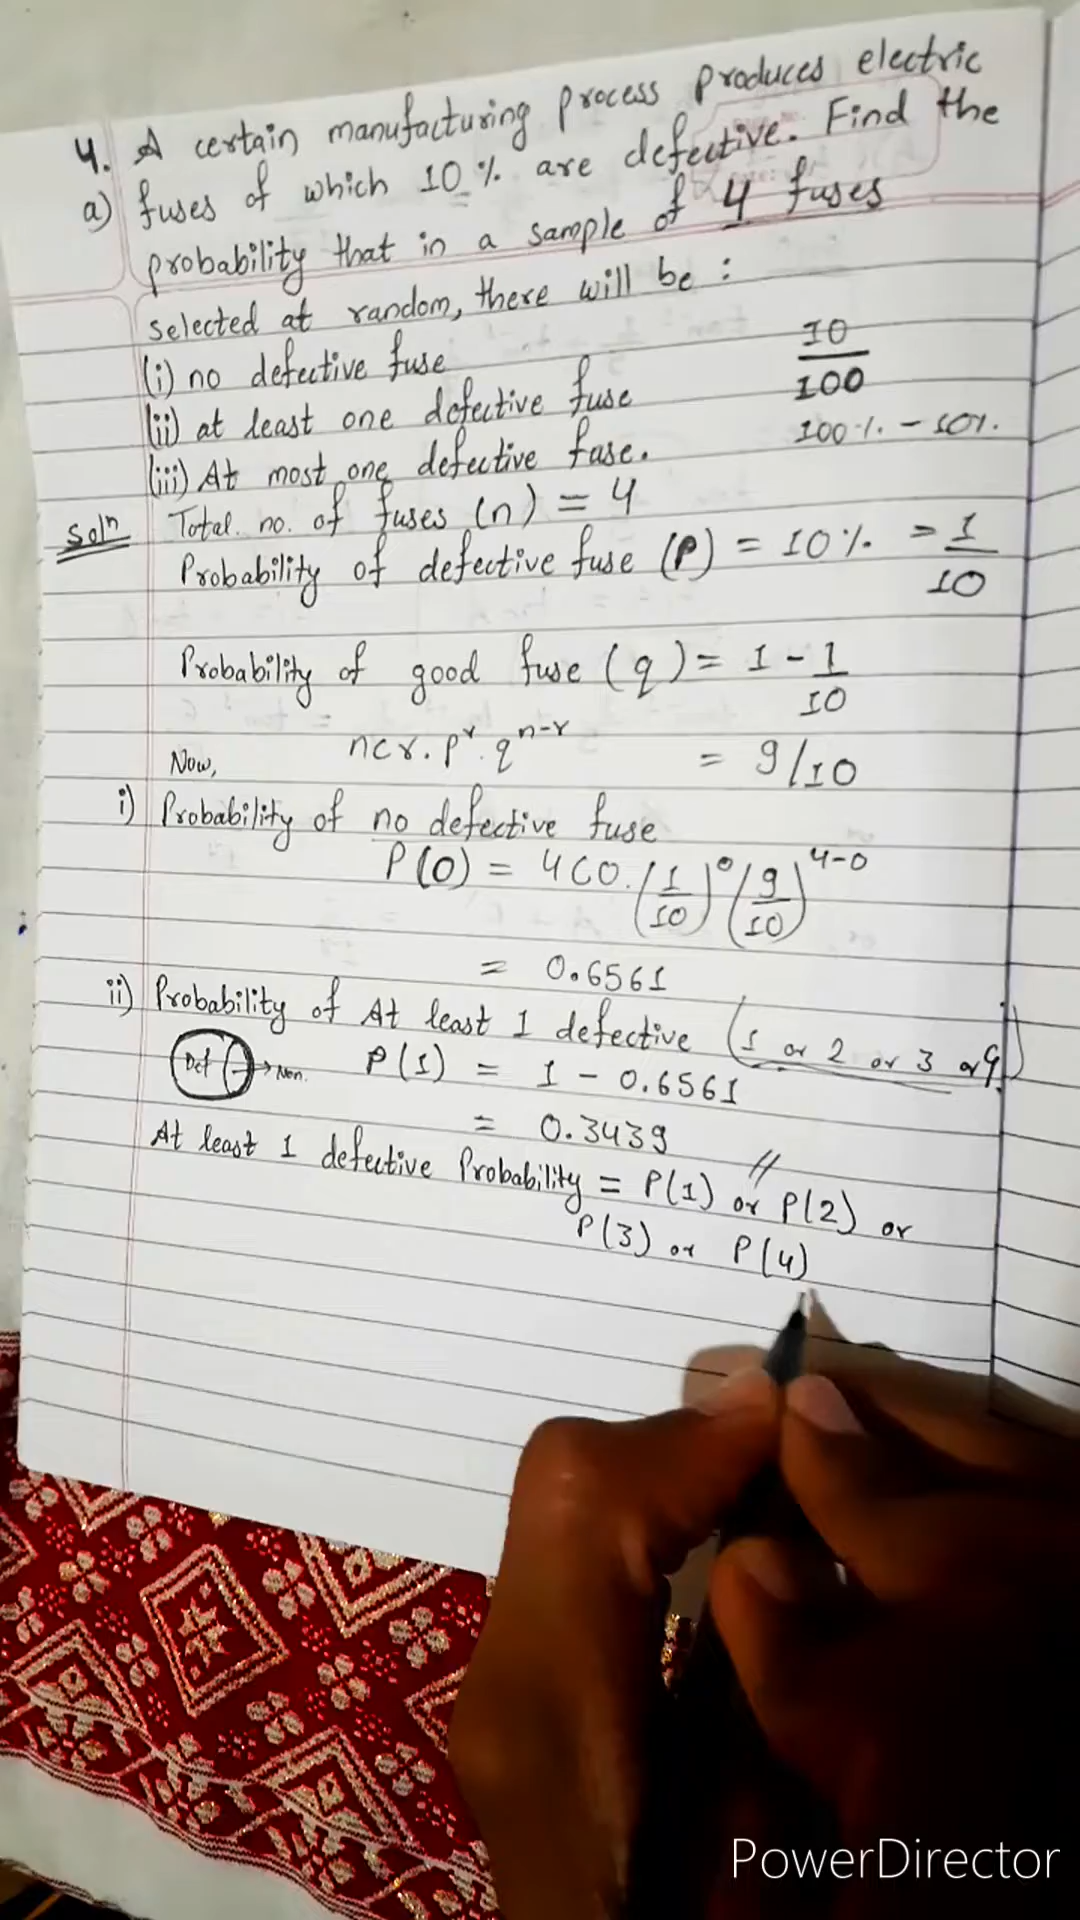 4. A certain manufacturing process produces electric
a) fuses of which 10 % are defective. Find the
probability that in a sample of 4 fuses
selected at random, there will be :
(i) no defective fuse
10/100
(ii) at least one defective fuse
100% - 10%.
(iii) At most one defective fuse.
Soln Total. no. of fuses (n) = 4
Probability of defective fuse (P) = 10% = 1/10
Probability of good fuse (q) = 1 - 1/10
Now, ncr. p^r. q^n-r = 9/10
i) Probability of no defective fuse
P(0) = 4C0. (1/10)^0 (9/10)^4-0
= 0.6561
ii) Probability of At least 1 defective (1 or 2 or 3 or 4)
Def → Non. P(1) = 1 - 0.6561
= 0.3439 //
At least 1 defective Probability = P(1) or P(2) or
P(3) or P(4)
PowerDirector